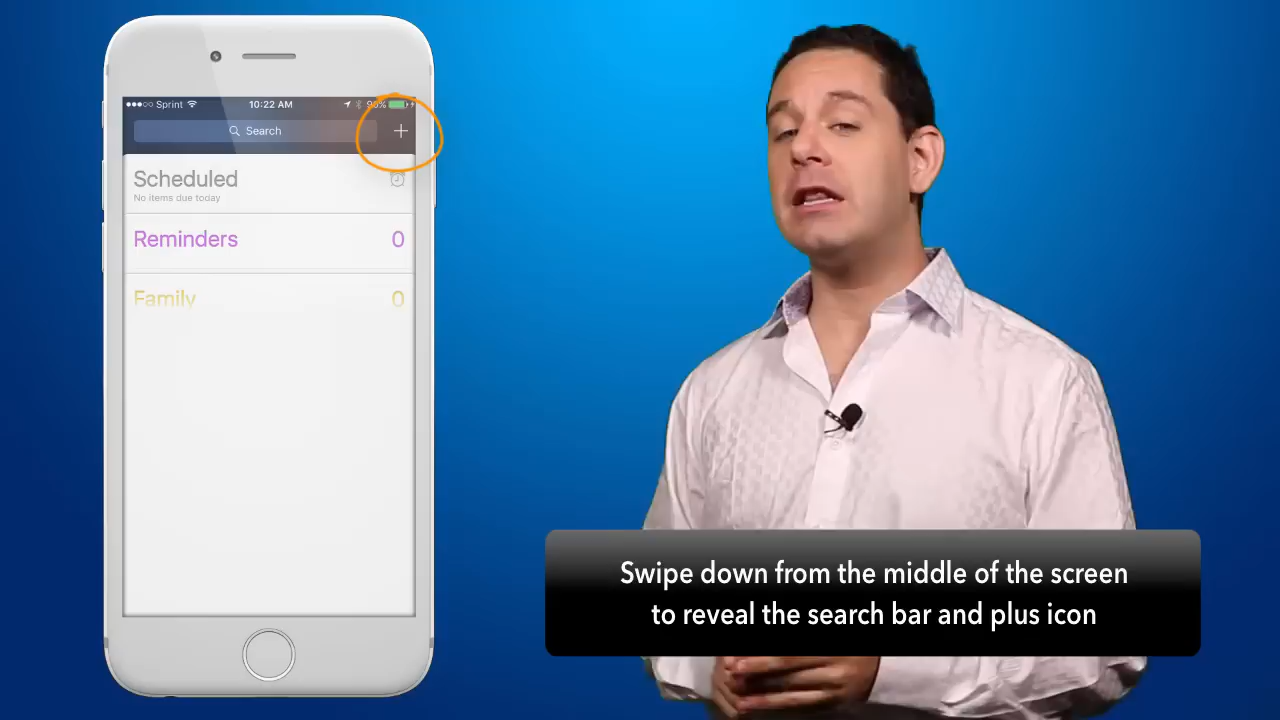 Sprint 10:22 AM 96%
Search
Scheduled
No items due today
Reminders 0
Family 0
Swipe down from the middle of the screen
to reveal the search bar and plus icon